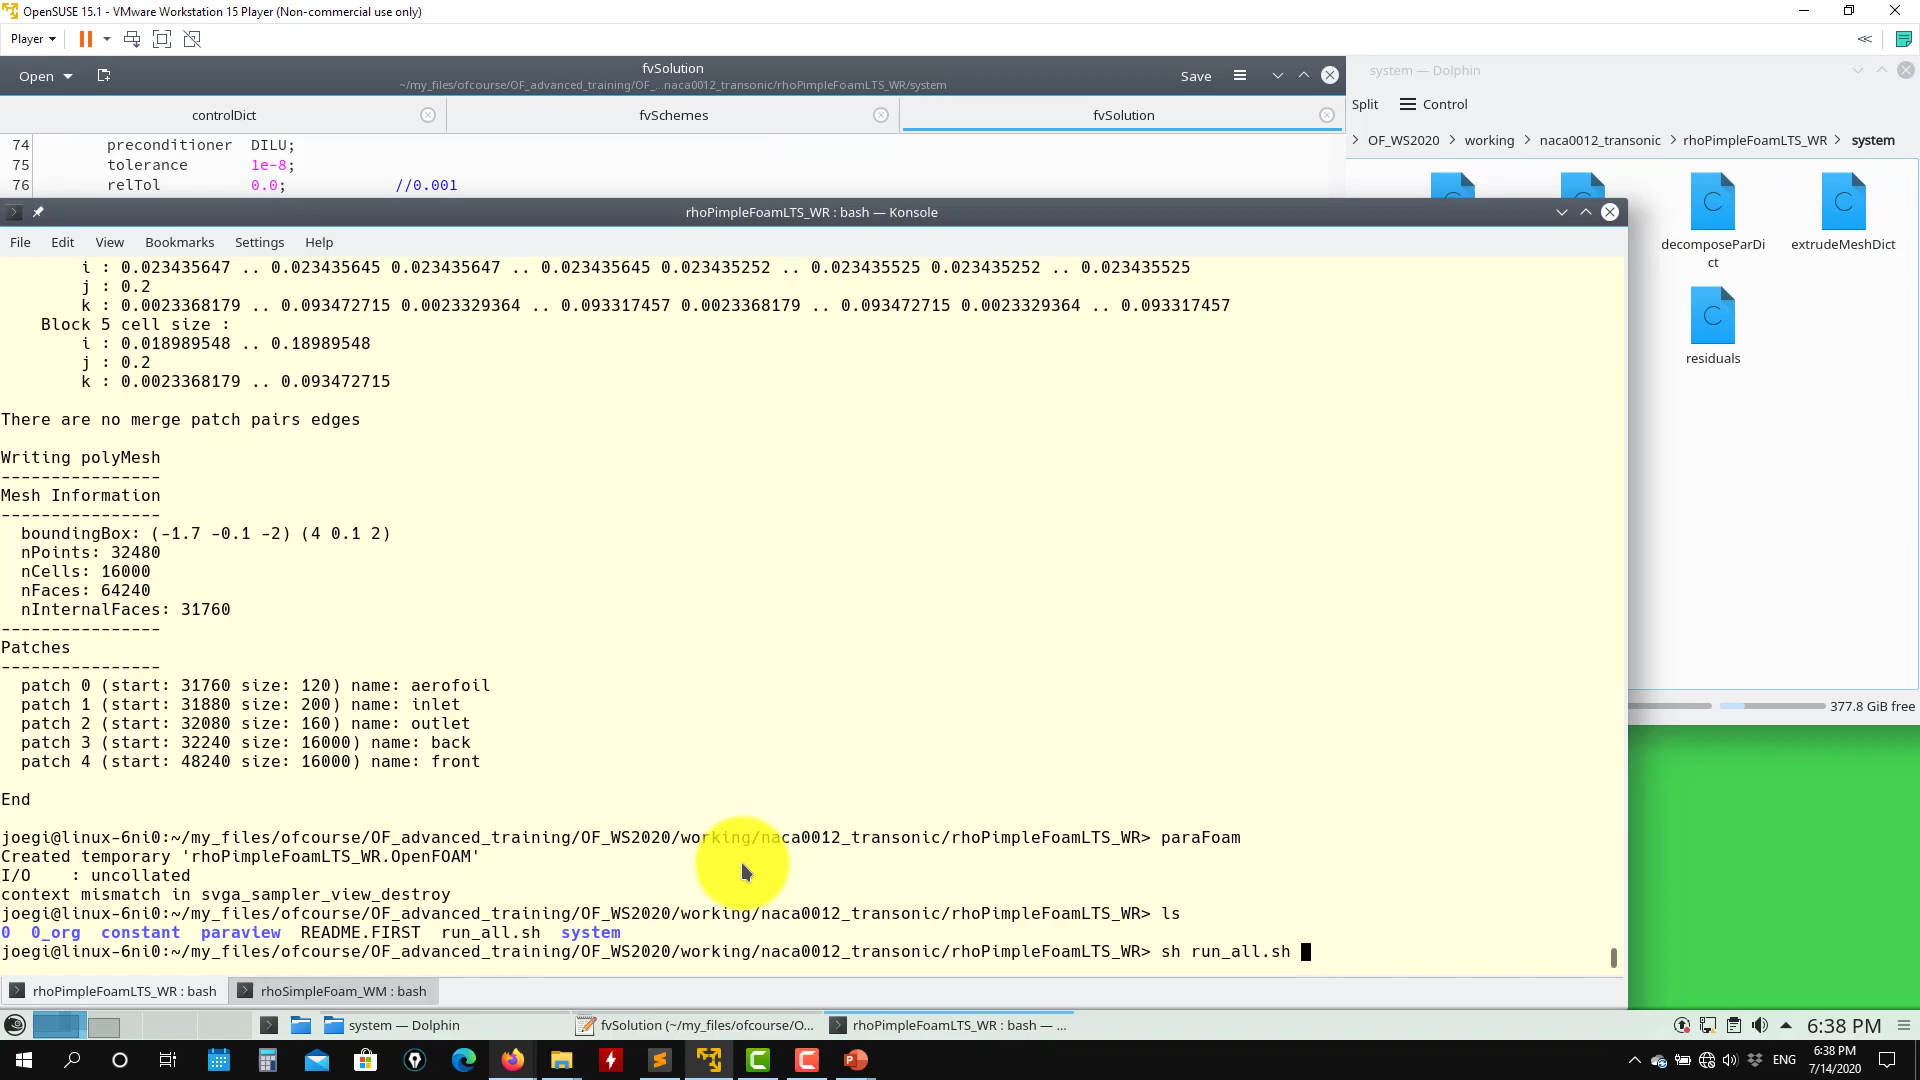 OpenSUSE 15.1 - VMware Workstation 15 Player (Non-commercial use only)
Player
Open
fvSolution
~/my_files/ofcourse/OF_advanced_training/OF_...naca0012_transonic/rhoPimpleFoamLTS_WR/system
Save
system — Dolphin
controlDict
fvSchemes
fvSolution
Split
Control
OF_WS2020
working
naca0012_transonic
rhoPimpleFoamLTS_WR
system
74 preconditioner DILU;
75 tolerance 1e-8;
76 relTol 0.0; //0.001
decomposeParDi
ct
extrudeMeshDict
residuals
377.8 GiB free
rhoPimpleFoamLTS_WR : bash — Konsole
File Edit View Bookmarks Settings Help
i : 0.023435647 .. 0.023435645 0.023435647 .. 0.023435645 0.023435252 .. 0.023435525 0.023435252 .. 0.023435525
j : 0.2
k : 0.0023368179 .. 0.093472715 0.0023329364 .. 0.093317457 0.0023368179 .. 0.093472715 0.0023329364 .. 0.093317457
Block 5 cell size :
i : 0.018989548 .. 0.18989548
j : 0.2
k : 0.0023368179 .. 0.093472715
There are no merge patch pairs edges
Writing polyMesh
----------------
Mesh Information
----------------
boundingBox: (-1.7 -0.1 -2) (4 0.1 2)
nPoints: 32480
nCells: 16000
nFaces: 64240
nInternalFaces: 31760
----------------
Patches
----------------
patch 0 (start: 31760 size: 120) name: aerofoil
patch 1 (start: 31880 size: 200) name: inlet
patch 2 (start: 32080 size: 160) name: outlet
patch 3 (start: 32240 size: 16000) name: back
patch 4 (start: 48240 size: 16000) name: front
End
joegi@linux-6ni0:~/my_files/ofcourse/OF_advanced_training/OF_WS2020/working/naca0012_transonic/rhoPimpleFoamLTS_WR> paraFoam
Created temporary 'rhoPimpleFoamLTS_WR.OpenFOAM'
I/O : uncollated
context mismatch in svga_sampler_view_destroy
joegi@linux-6ni0:~/my_files/ofcourse/OF_advanced_training/OF_WS2020/working/naca0012_transonic/rhoPimpleFoamLTS_WR> ls
0 0_org constant paraview README.FIRST run_all.sh system
joegi@linux-6ni0:~/my_files/ofcourse/OF_advanced_training/OF_WS2020/working/naca0012_transonic/rhoPimpleFoamLTS_WR> sh run_all.sh
rhoPimpleFoamLTS_WR : bash
rhoSimpleFoam_WM : bash
system — Dolphin
fvSolution (~/my_files/ofcourse/O...
rhoPimpleFoamLTS_WR : bash — ...
6:38 PM
ENG
6:38 PM
7/14/2020